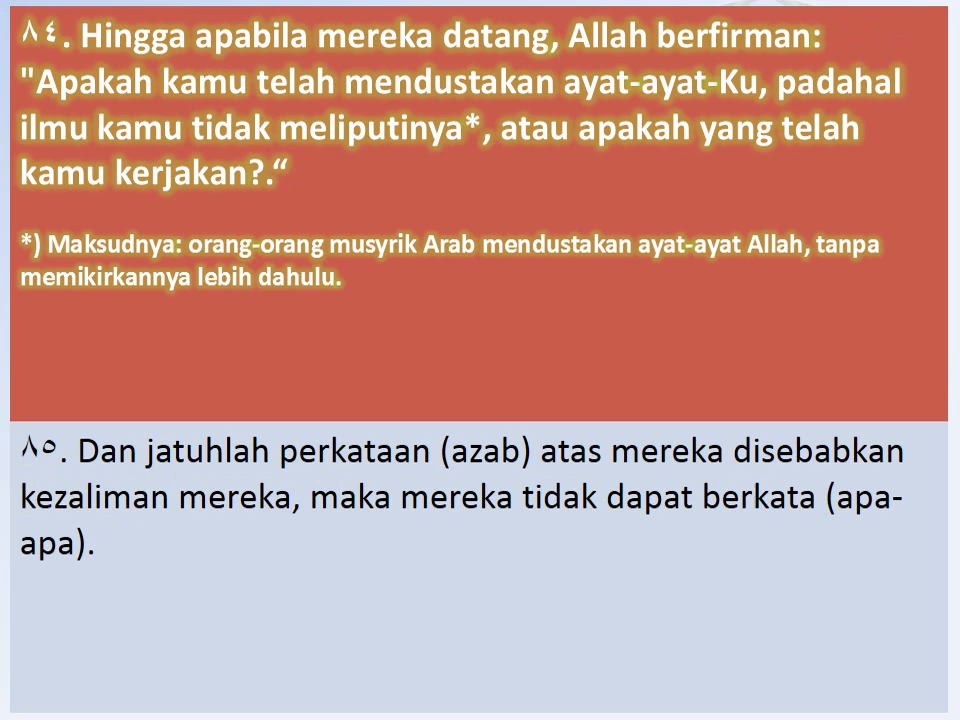 ٨٤. Hingga apabila mereka datang, Allah berfirman:
"Apakah kamu telah mendustakan ayat-ayat-Ku, padahal
ilmu kamu tidak meliputinya*, atau apakah yang telah
kamu kerjakan?.“
*) Maksudnya: orang-orang musyrik Arab mendustakan ayat-ayat Allah, tanpa
memikirkannya lebih dahulu.
٨٥. Dan jatuhlah perkataan (azab) atas mereka disebabkan
kezaliman mereka, maka mereka tidak dapat berkata (apa-
apa).